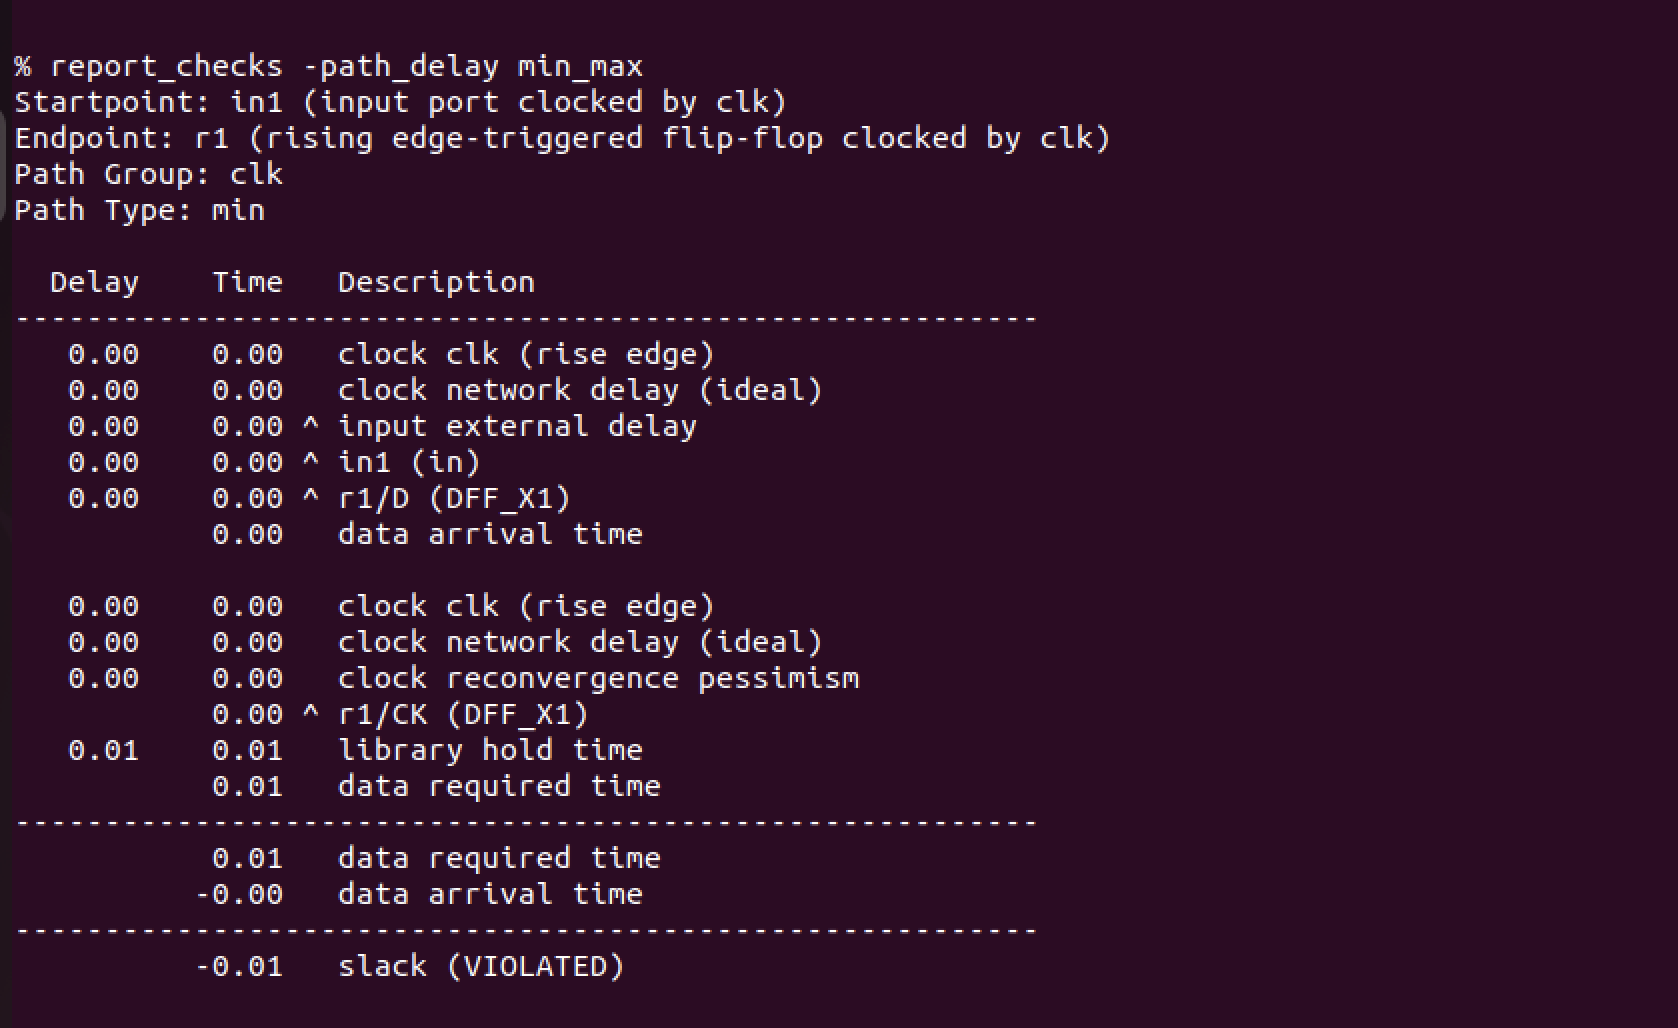 % report_checks -path_delay min_max
Startpoint: in1 (input port clocked by clk)
Endpoint: r1 (rising edge-triggered flip-flop clocked by clk)
Path Group: clk
Path Type: min

  Delay    Time   Description
---------------------------------------------------------
   0.00    0.00   clock clk (rise edge)
   0.00    0.00   clock network delay (ideal)
   0.00    0.00 ^ input external delay
   0.00    0.00 ^ in1 (in)
   0.00    0.00 ^ r1/D (DFF_X1)
           0.00   data arrival time

   0.00    0.00   clock clk (rise edge)
   0.00    0.00   clock network delay (ideal)
   0.00    0.00   clock reconvergence pessimism
           0.00 ^ r1/CK (DFF_X1)
   0.01    0.01   library hold time
           0.01   data required time
---------------------------------------------------------
           0.01   data required time
          -0.00   data arrival time
---------------------------------------------------------
          -0.01   slack (VIOLATED)